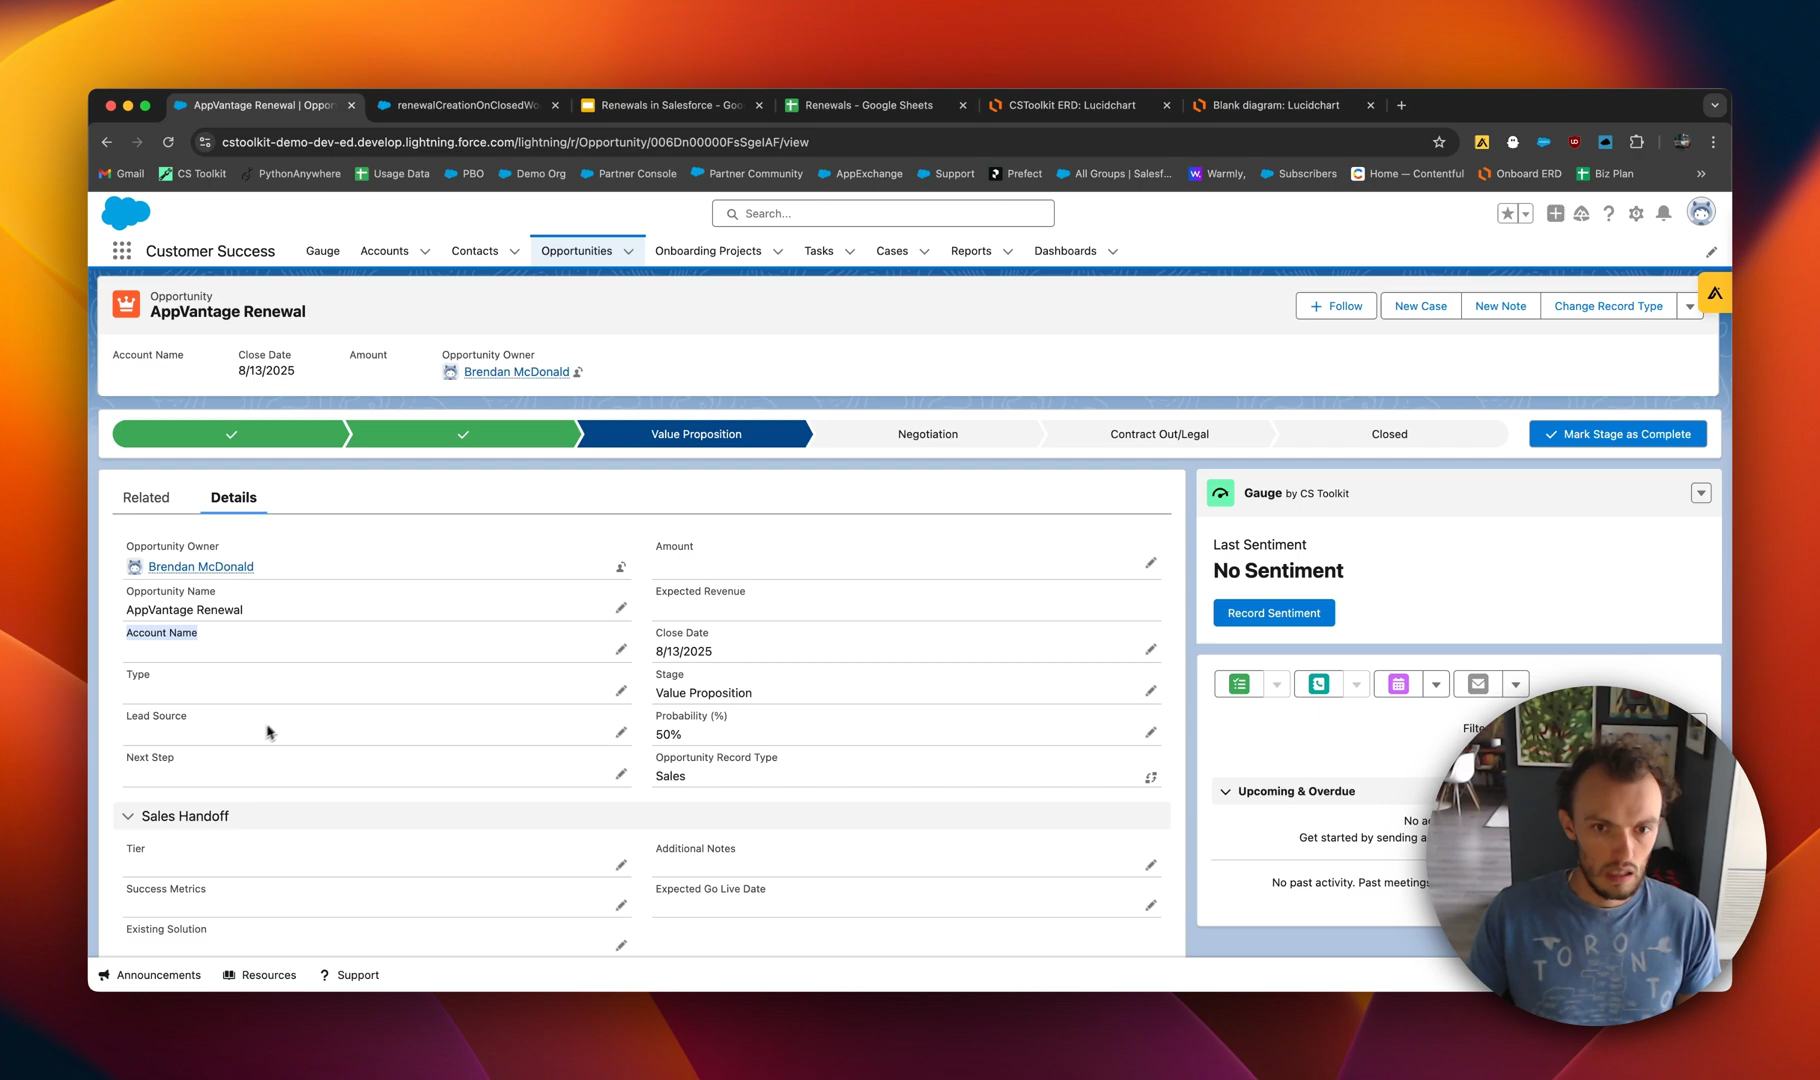 AppVantage Renewal | Oppor
renewalCreationOnClosedWo
Renewals in Salesforce - Goo
Renewals - Google Sheets
CSToolkit ERD: Lucidchart
Blank diagram: Lucidchart
cstoolkit-demo-dev-ed.develop.lightning.force.com/lightning/r/Opportunity/006Dn00000FsSgeIAF/view
Gmail
CS Toolkit
PythonAnywhere
Usage Data
PBO
Demo Org
Partner Console
Partner Community
AppExchange
Support
Prefect
All Groups | Salesf...
Warmly,
Subscribers
Home — Contentful
Onboard ERD
Biz Plan
Search...
Customer Success
Gauge
Accounts
Contacts
Opportunities
Onboarding Projects
Tasks
Cases
Reports
Dashboards
Opportunity
AppVantage Renewal
Follow
New Case
New Note
Change Record Type
Account Name
Close Date
Amount
Opportunity Owner
8/13/2025
Brendan McDonald
Value Proposition
Negotiation
Contract Out/Legal
Closed
Mark Stage as Complete
Related
Details
Opportunity Owner
Brendan McDonald
Amount
Opportunity Name
AppVantage Renewal
Expected Revenue
Account Name
Close Date
8/13/2025
Type
Stage
Value Proposition
Lead Source
Probability (%)
50%
Next Step
Opportunity Record Type
Sales
Sales Handoff
Tier
Additional Notes
Success Metrics
Expected Go Live Date
Existing Solution
Gauge by CS Toolkit
Last Sentiment
No Sentiment
Record Sentiment
Upcoming & Overdue
No
Get started by sending a
No past activity. Past meetings
Announcements
Resources
Support
TORONTO